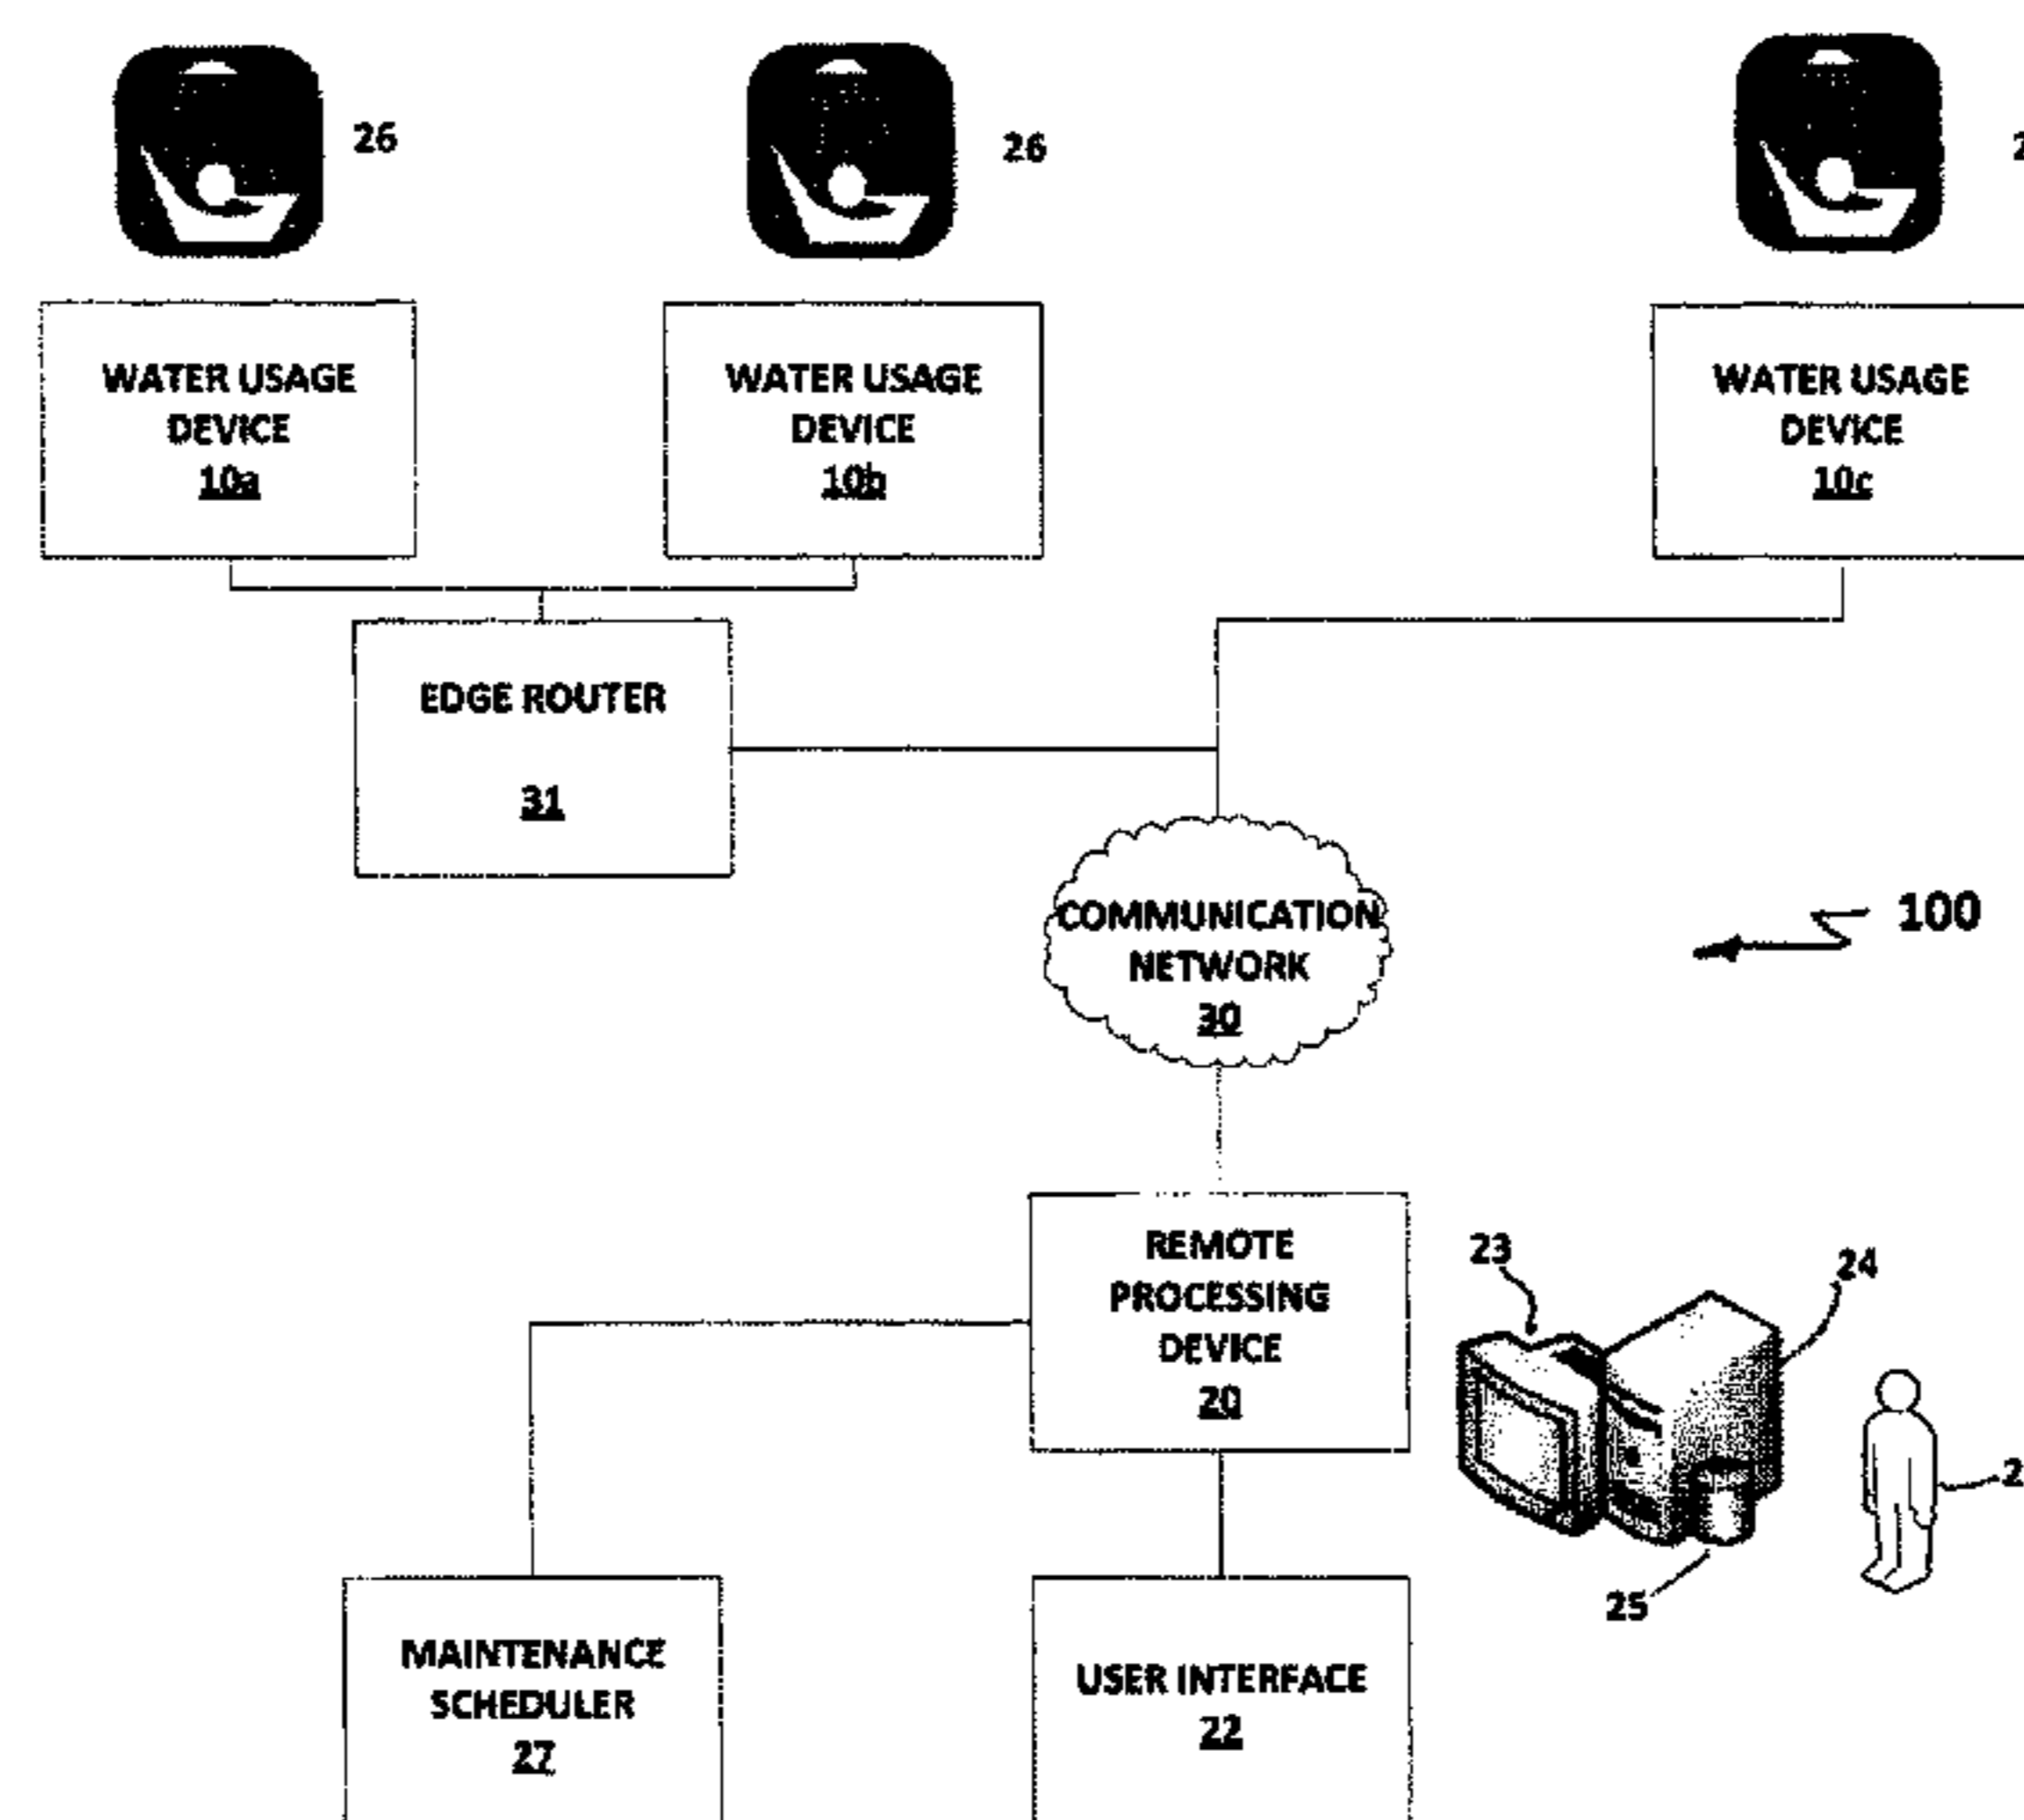 26
26
WATER USAGE
DEVICE
10a
WATER USAGE
DEVICE
10b
WATER USAGE
DEVICE
10c
EDGE ROUTER
31
COMMUNICATION
NETWORK
30
100
REMOTE
PROCESSING
DEVICE
20
23
24
25
MAINTENANCE
SCHEDULER
27
USER INTERFACE
22